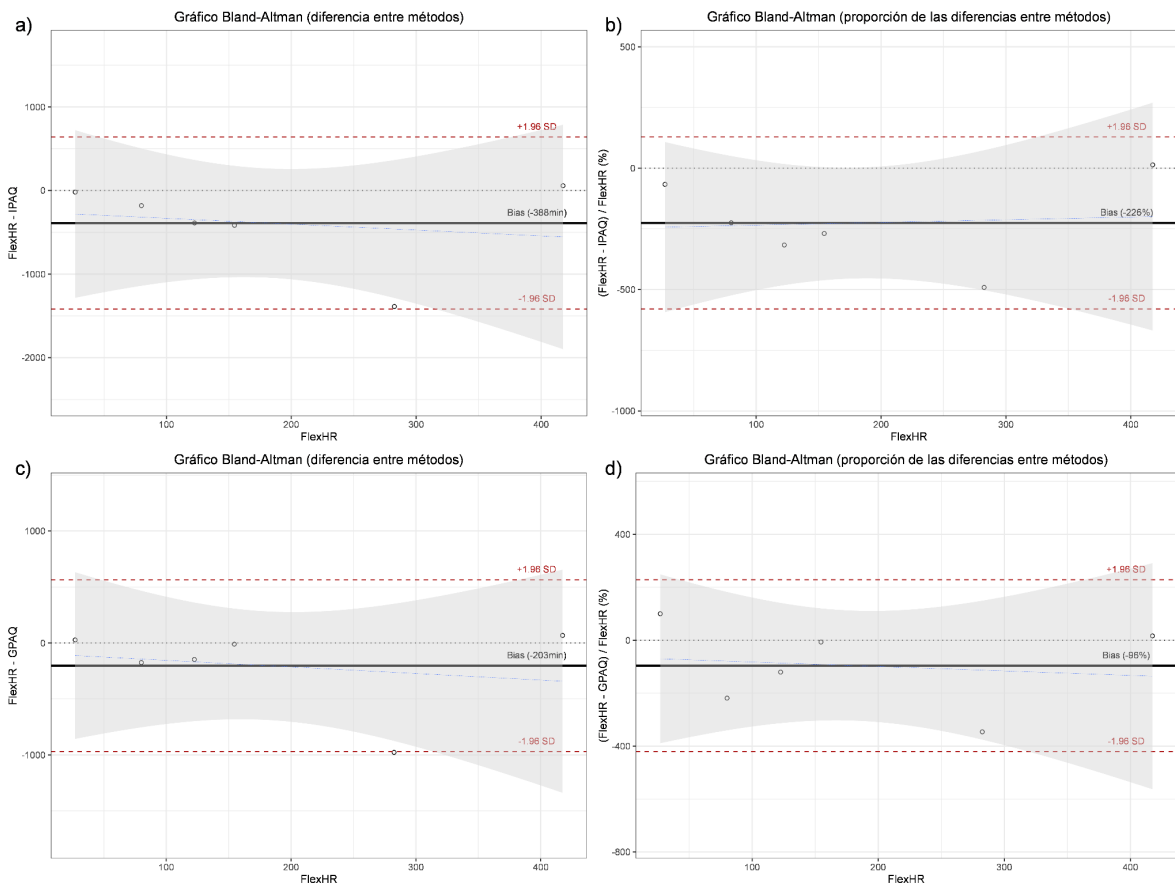 a)
Gráfico Bland-Altman (diferencia entre métodos)
FlexHR - IPAQ
1000
0
-1000
-2000
+1.96 SD
Bias (-388min)
-1.96 SD
100
200
300
400
FlexHR
b)
Gráfico Bland-Altman (proporción de las diferencias entre métodos)
(FlexHR - IPAQ) / FlexHR (%)
500
0
-500
-1000
+1.96 SD
Bias (-226%)
-1.96 SD
100
200
300
400
FlexHR
c)
Gráfico Bland-Altman (diferencia entre métodos)
FlexHR - GPAQ
1000
0
-1000
+1.96 SD
Bias (-203min)
-1.96 SD
100
200
300
400
FlexHR
d)
Gráfico Bland-Altman (proporción de las diferencias entre métodos)
(FlexHR - GPAQ) / FlexHR (%)
400
0
-400
-800
+1.96 SD
Bias (-96%)
-1.96 SD
100
200
300
400
FlexHR